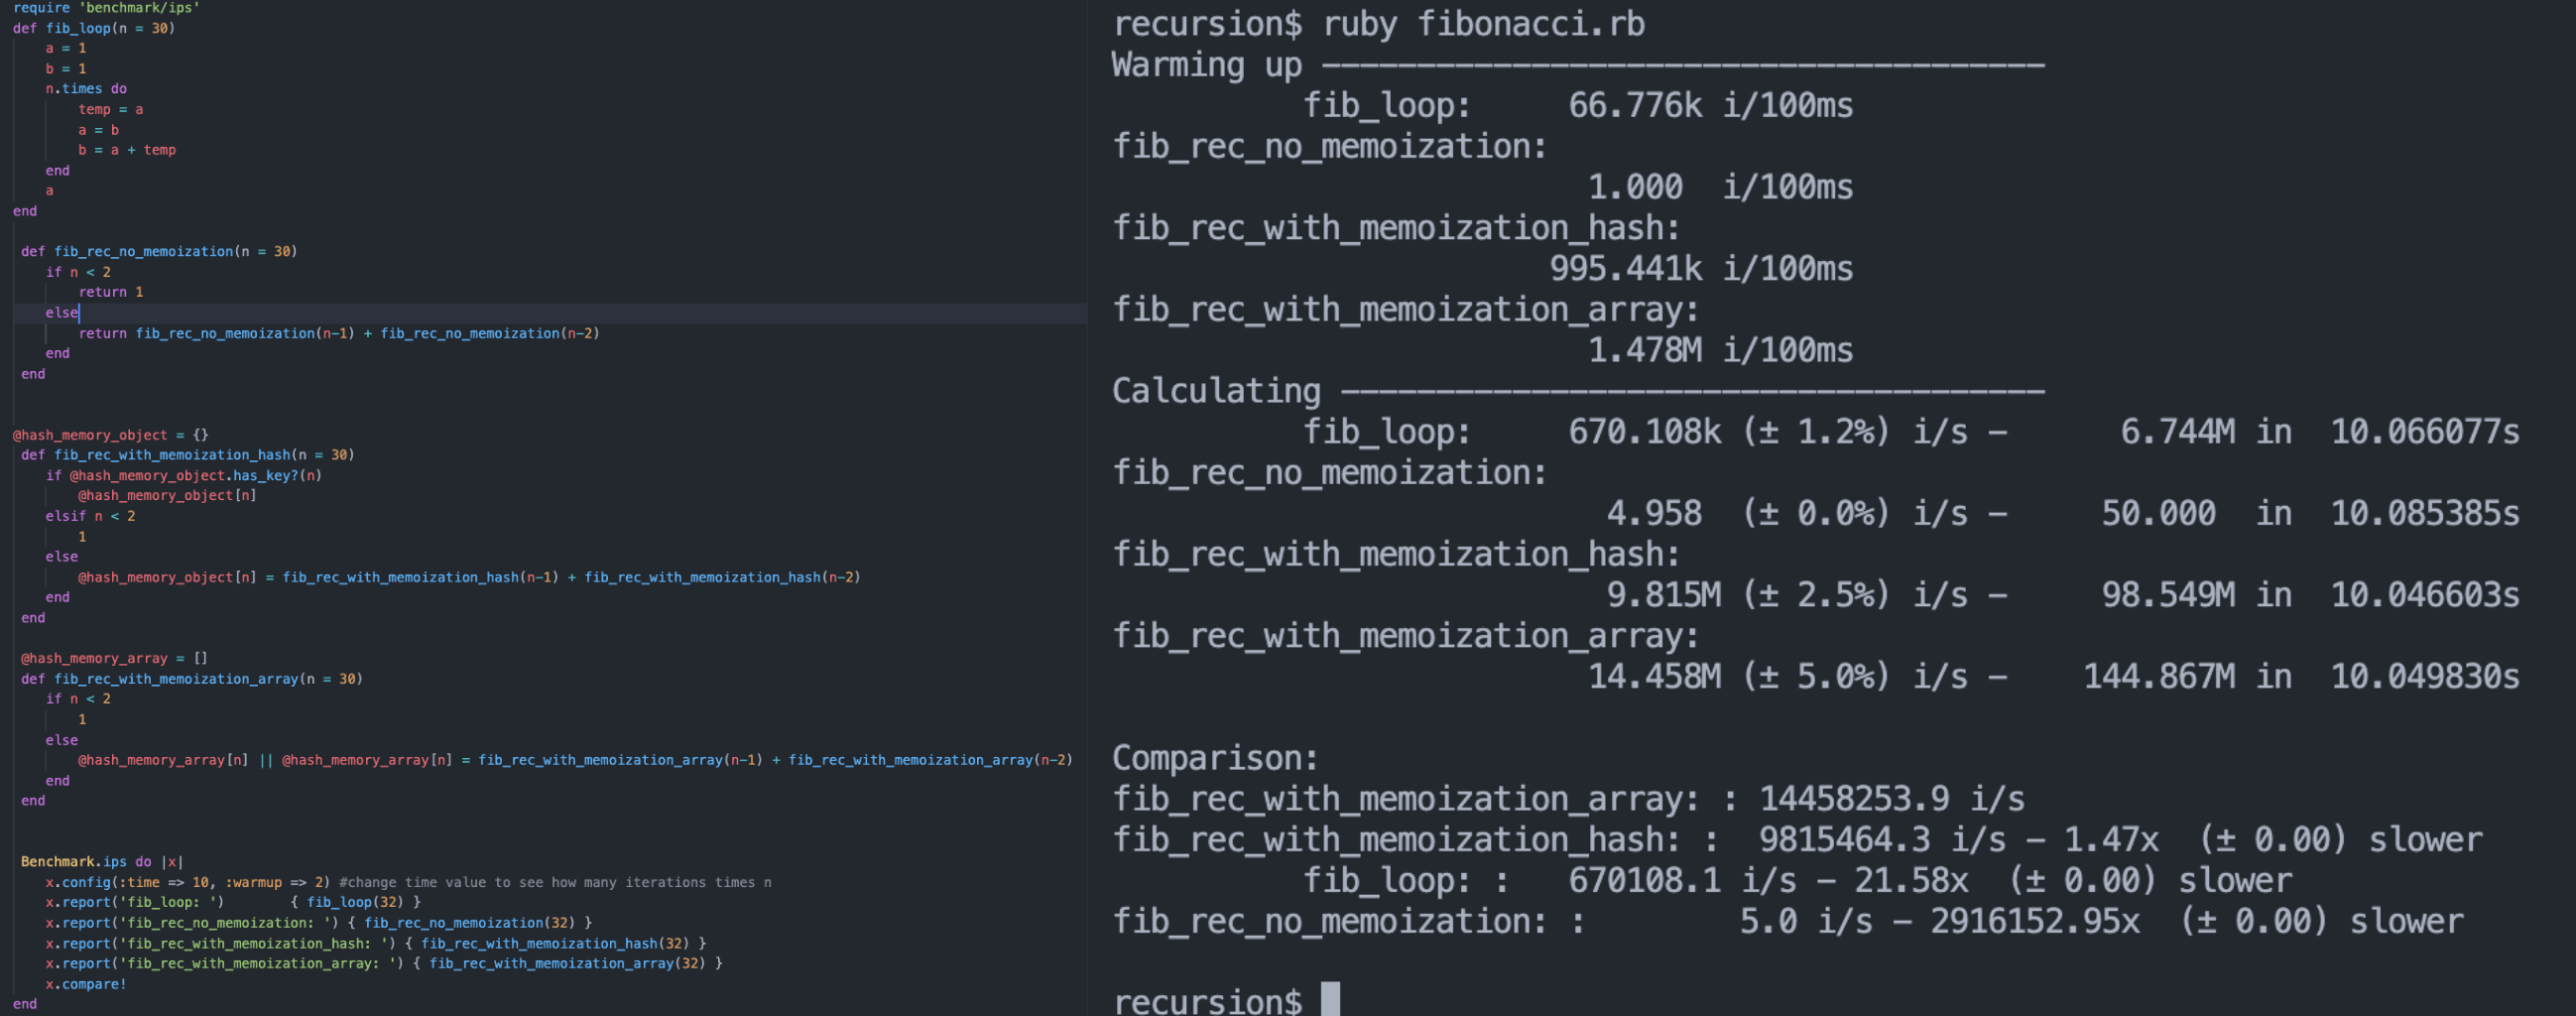 require 'benchmark/ips'
def fib_loop(n = 30)
    a = 1
    b = 1
    n.times do
        temp = a
        a = b
        b = a + temp
    end
    a
end
 def fib_rec_no_memoization(n = 30)
    if n < 2
        return 1
    else
        return fib_rec_no_memoization(n-1) + fib_rec_no_memoization(n-2)
    end
 end
@hash_memory_object = {}
 def fib_rec_with_memoization_hash(n = 30)
    if @hash_memory_object.has_key?(n)
        @hash_memory_object[n]
    elsif n < 2
        1
    else
        @hash_memory_object[n] = fib_rec_with_memoization_hash(n-1) + fib_rec_with_memoization_hash(n-2)
    end
 end
 @hash_memory_array = []
 def fib_rec_with_memoization_array(n = 30)
    if n < 2
        1
    else
        @hash_memory_array[n] || @hash_memory_array[n] = fib_rec_with_memoization_array(n-1) + fib_rec_with_memoization_array(n-2)
    end
 end
 Benchmark.ips do |x|
    x.config(:time => 10, :warmup => 2) #change time value to see how many iterations times n
    x.report('fib_loop: ')        { fib_loop(32) }
    x.report('fib_rec_no_memoization: ') { fib_rec_no_memoization(32) }
    x.report('fib_rec_with_memoization_hash: ') { fib_rec_with_memoization_hash(32) }
    x.report('fib_rec_with_memoization_array: ') { fib_rec_with_memoization_array(32) }
    x.compare!
end
recursion$ ruby fibonacci.rb
Warming up --------------------------------------
          fib_loop:     66.776k i/100ms
fib_rec_no_memoization:
                         1.000  i/100ms
fib_rec_with_memoization_hash:
                       995.441k i/100ms
fib_rec_with_memoization_array:
                         1.478M i/100ms
Calculating -------------------------------------
          fib_loop:     670.108k (± 1.2%) i/s -      6.744M in  10.066077s
fib_rec_no_memoization:
                          4.958  (± 0.0%) i/s -     50.000  in  10.085385s
fib_rec_with_memoization_hash:
                          9.815M (± 2.5%) i/s -     98.549M in  10.046603s
fib_rec_with_memoization_array:
                         14.458M (± 5.0%) i/s -    144.867M in  10.049830s
Comparison:
fib_rec_with_memoization_array: : 14458253.9 i/s
fib_rec_with_memoization_hash: :  9815464.3 i/s - 1.47x  (± 0.00) slower
          fib_loop: :   670108.1 i/s - 21.58x  (± 0.00) slower
fib_rec_no_memoization: :        5.0 i/s - 2916152.95x  (± 0.00) slower
recursion$